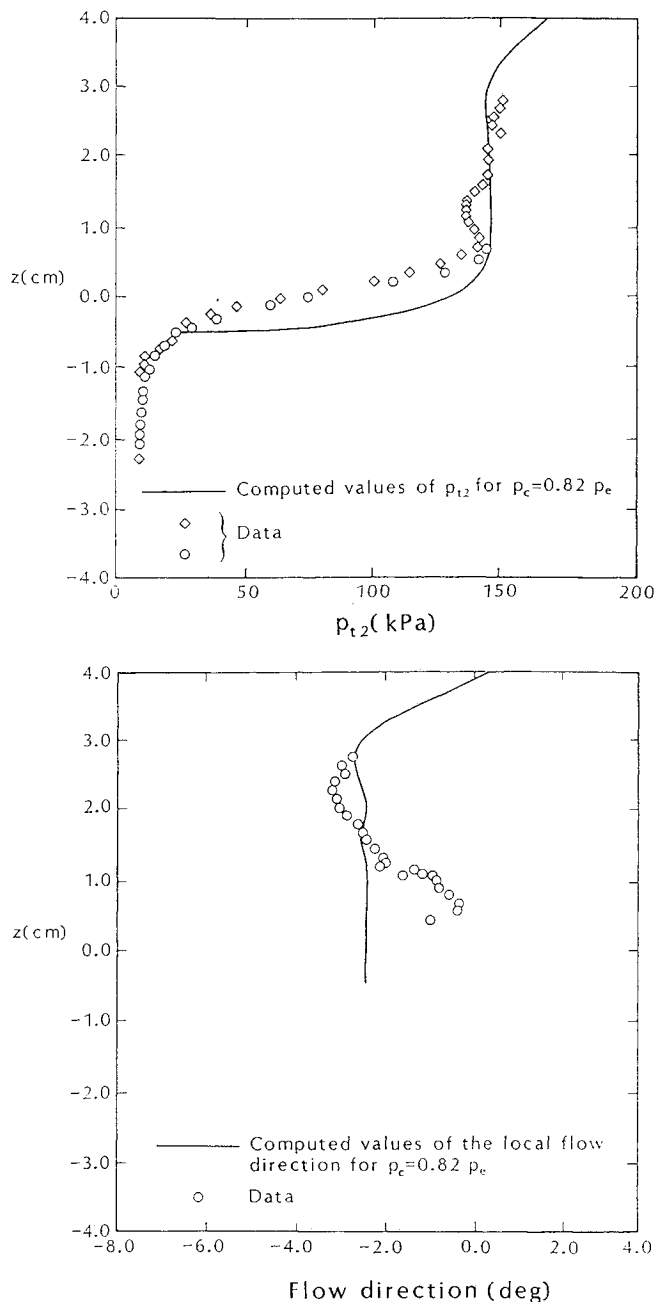 4.0
3.0
2.0
1.0
z(cm)
0.0
−1.0
−2.0
−3.0
−4.0
Computed values of p_t2 for p_c=0.82 p_e
Data
0 50 100 150 200
p_t2(kPa)
4.0
3.0
2.0
1.0
z(cm)
0.0
−1.0
−2.0
−3.0
−4.0
Computed values of the local flow
direction for p_c=0.82 p_e
Data
-8.0 −6.0 −4.0 −2.0 0.0 2.0 4.0
Flow direction (deg)